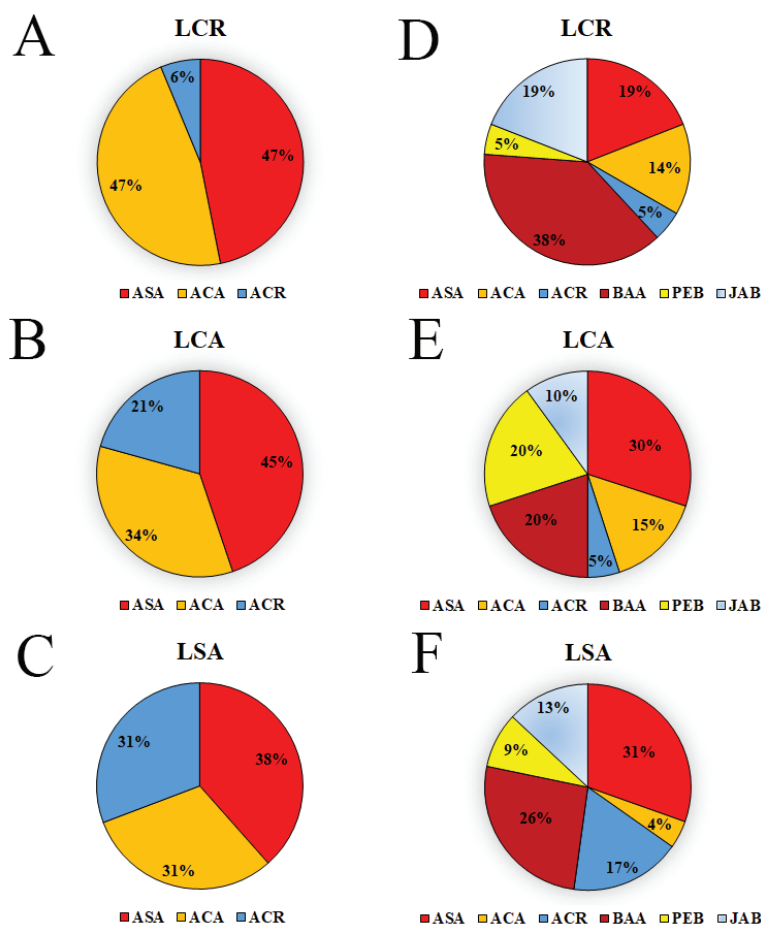 A
LCR
6%
47%
47%
ASA ACA ACR
D
LCR
19%
19%
14%
5%
5%
38%
ASA ACA ACR BAA PEB JAB
B
LCA
21%
45%
34%
ASA ACA ACR
E
LCA
10%
30%
20%
20%
15%
5%
ASA ACA ACR BAA PEB JAB
C
LSA
31%
38%
31%
ASA ACA ACR
F
LSA
13%
31%
9%
26%
4%
17%
ASA ACA ACR BAA PEB JAB